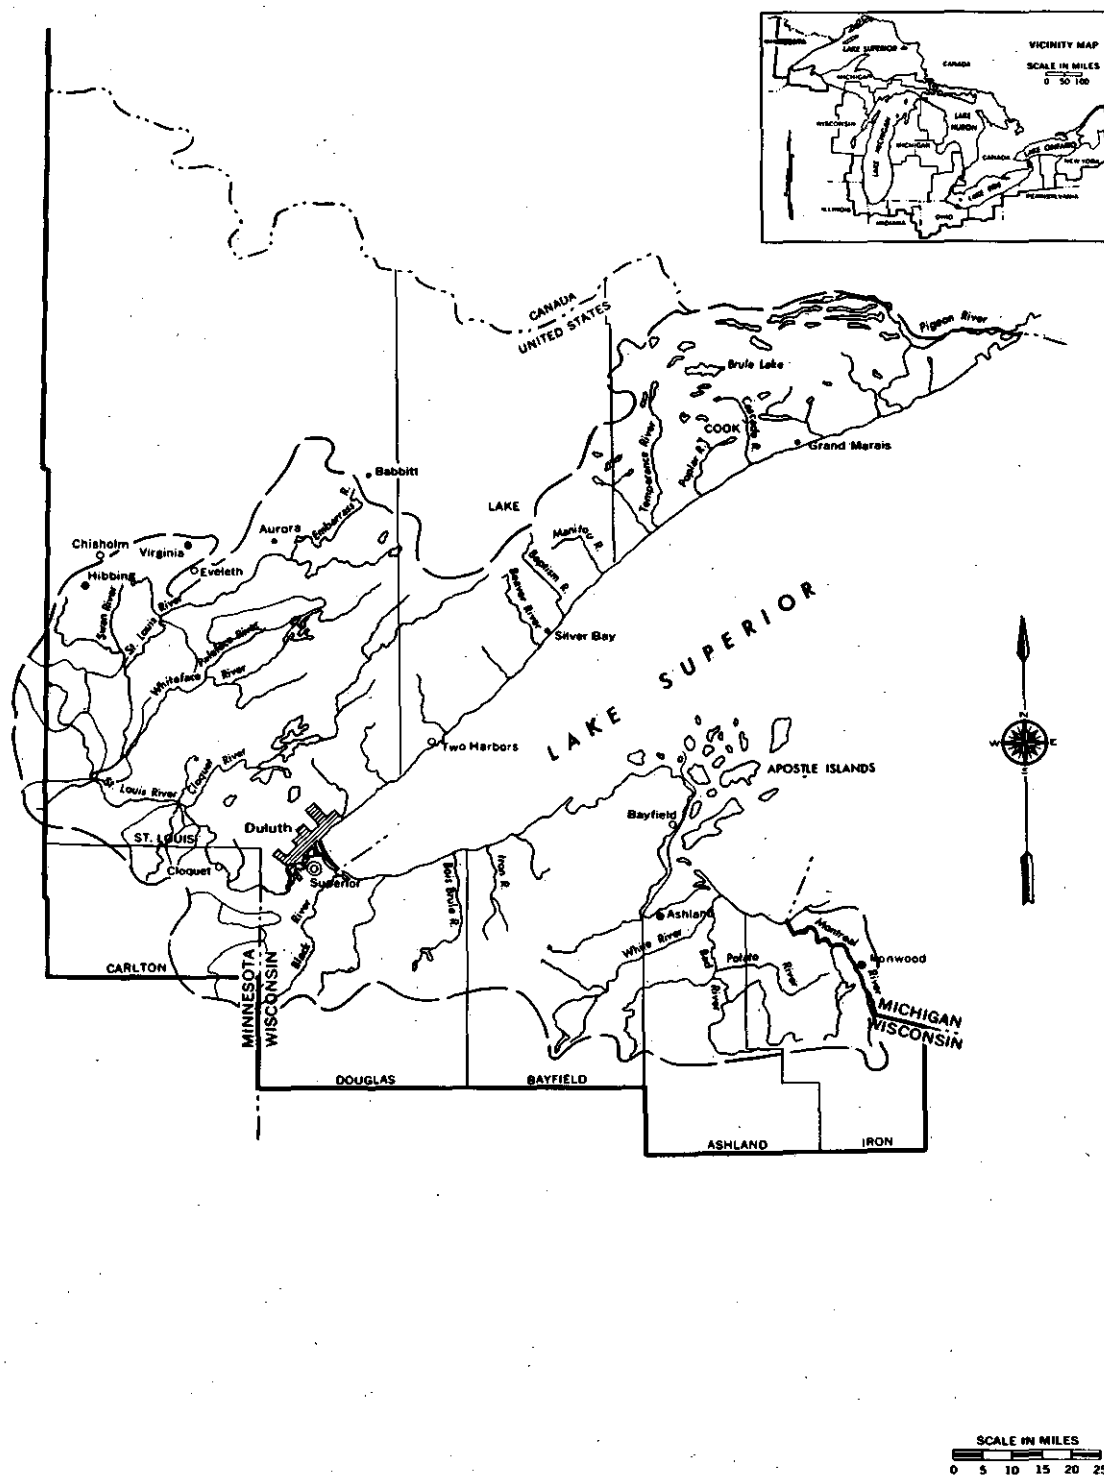 VICINITY MAP
SCALE IN MILES
0 50 100
LAKE SUPERIOR
CANADA
MICHIGAN
WISCONSIN
LAKE MICHIGAN
LAKE HURON
MICHIGAN
CANADA
LAKE ONTARIO
NEW YORK
LAKE ERIE
PENNSYLVANIA
ILLINOIS
INDIANA
OHIO
CANADA
UNITED STATES
Pigeon River
Brule Lake
COOK
Cascade R.
Grand Marais
Poplar R.
Temperance River
Babbitt
LAKE
Embarrass R.
Aurora
Manitou R.
Chisholm
Virginia
Eveleth
Hibbing
Baptism R.
Beaver River
Silver Bay
Swan River
St. Louis River
Whiteface River
LAKE SUPERIOR
Two Harbors
Cloquet River
St. Louis River
APOSTLE ISLANDS
Bayfield
Duluth
ST. LOUIS
Cloquet
Superior
Bois Brule R.
Iron R.
Black River
Ashland
White River
Bad River
Potato River
Montreal River
Ironwood
CARLTON
MINNESOTA
WISCONSIN
MICHIGAN
WISCONSIN
DOUGLAS
BAYFIELD
ASHLAND
IRON
N
W
E
S
SCALE IN MILES
0 5 10 15 20 25